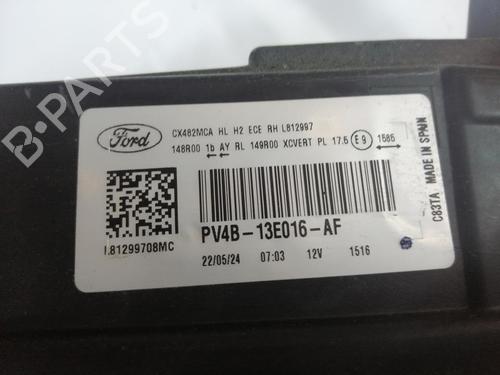 B-PARTS
Ford
CX482MCA HL H2 ECE RH L812997
148R00 1b AY RL 149R00 XCVERT PL 17.5 E9 1585
PV4B-13E016-AF
L81299708MC
22/05/24 07:03 12V 1516
C83TA MADE IN SPAIN